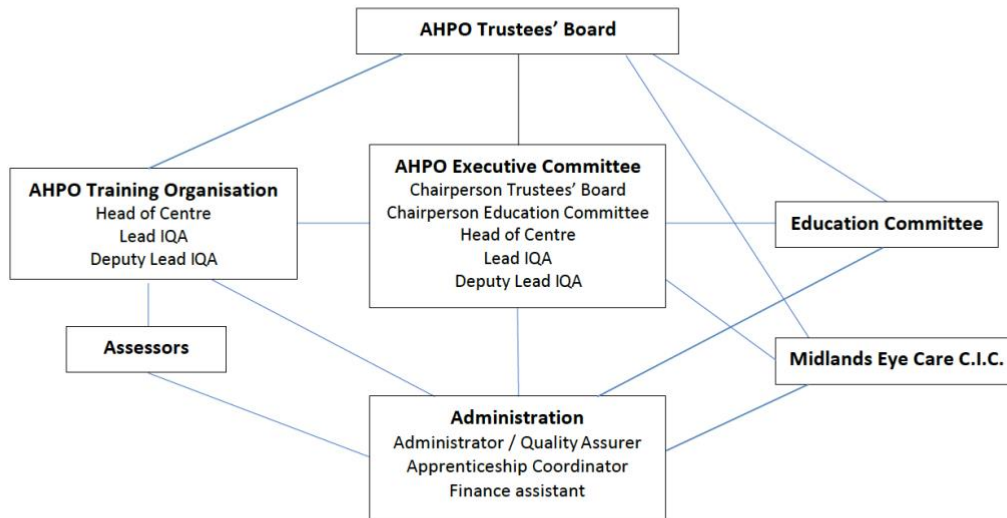 AHPO Trustees' Board
AHPO Training Organisation
Head of Centre
Lead IQA
Deputy Lead IQA
AHPO Executive Committee
Chairperson Trustees' Board
Chairperson Education Committee
Head of Centre
Lead IQA
Deputy Lead IQA
Education Committee
Assessors
Midlands Eye Care C.I.C.
Administration
Administrator / Quality Assurer
Apprenticeship Coordinator
Finance assistant